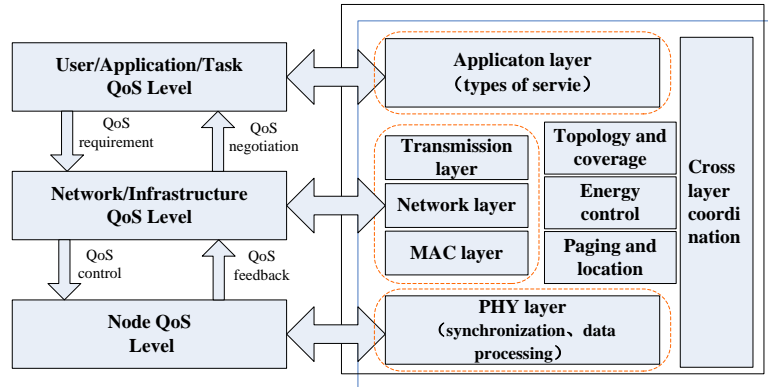 User/Application/Task
QoS Level
QoS
requirement
QoS
negotiation
Network/Infrastructure
QoS Level
QoS
control
QoS
feedback
Node QoS
Level
Applicaton layer
（types of servie）
Transmission
layer
Network layer
MAC layer
Topology and
coverage
Energy
control
Paging and
location
PHY layer
（synchronization、data
processing）
Cross
layer
coordi
nation